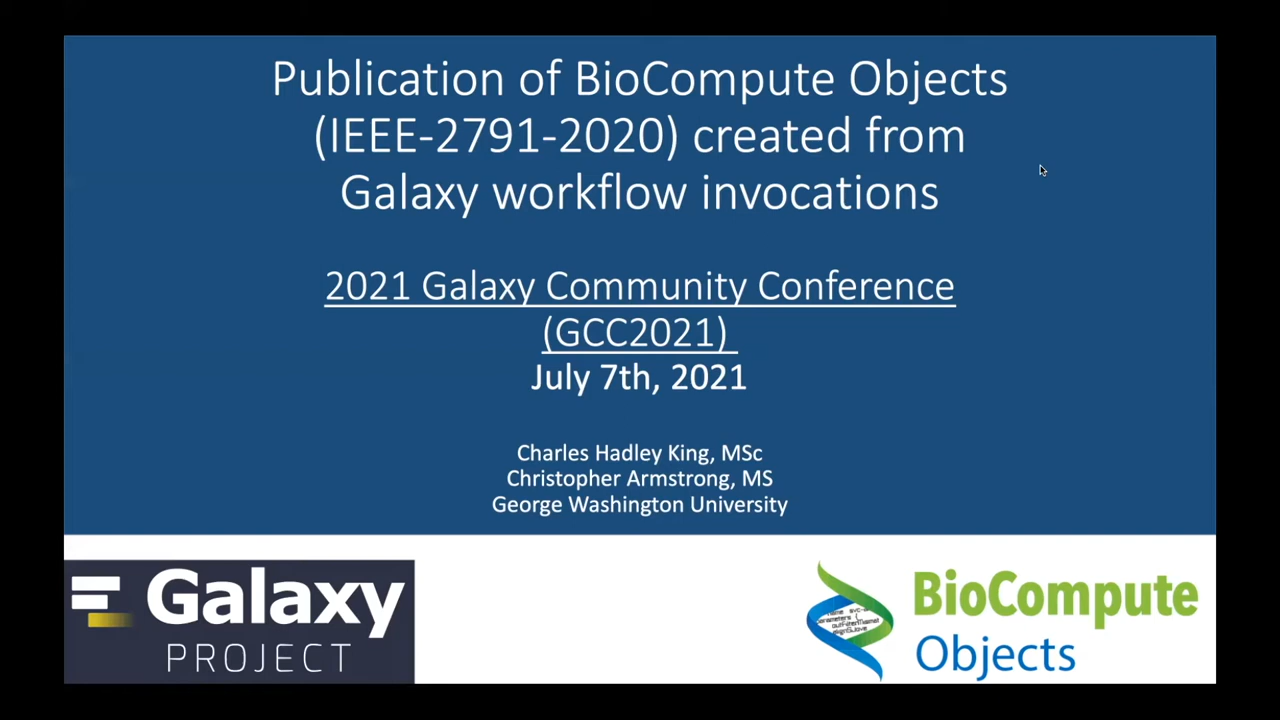 Publication of BioCompute Objects
(IEEE-2791-2020) created from
Galaxy workflow invocations
2021 Galaxy Community Conference
(GCC2021)
July 7th, 2021
Charles Hadley King, MSc
Christopher Armstrong, MS
George Washington University
Galaxy
PROJECT
BioCompute
Objects